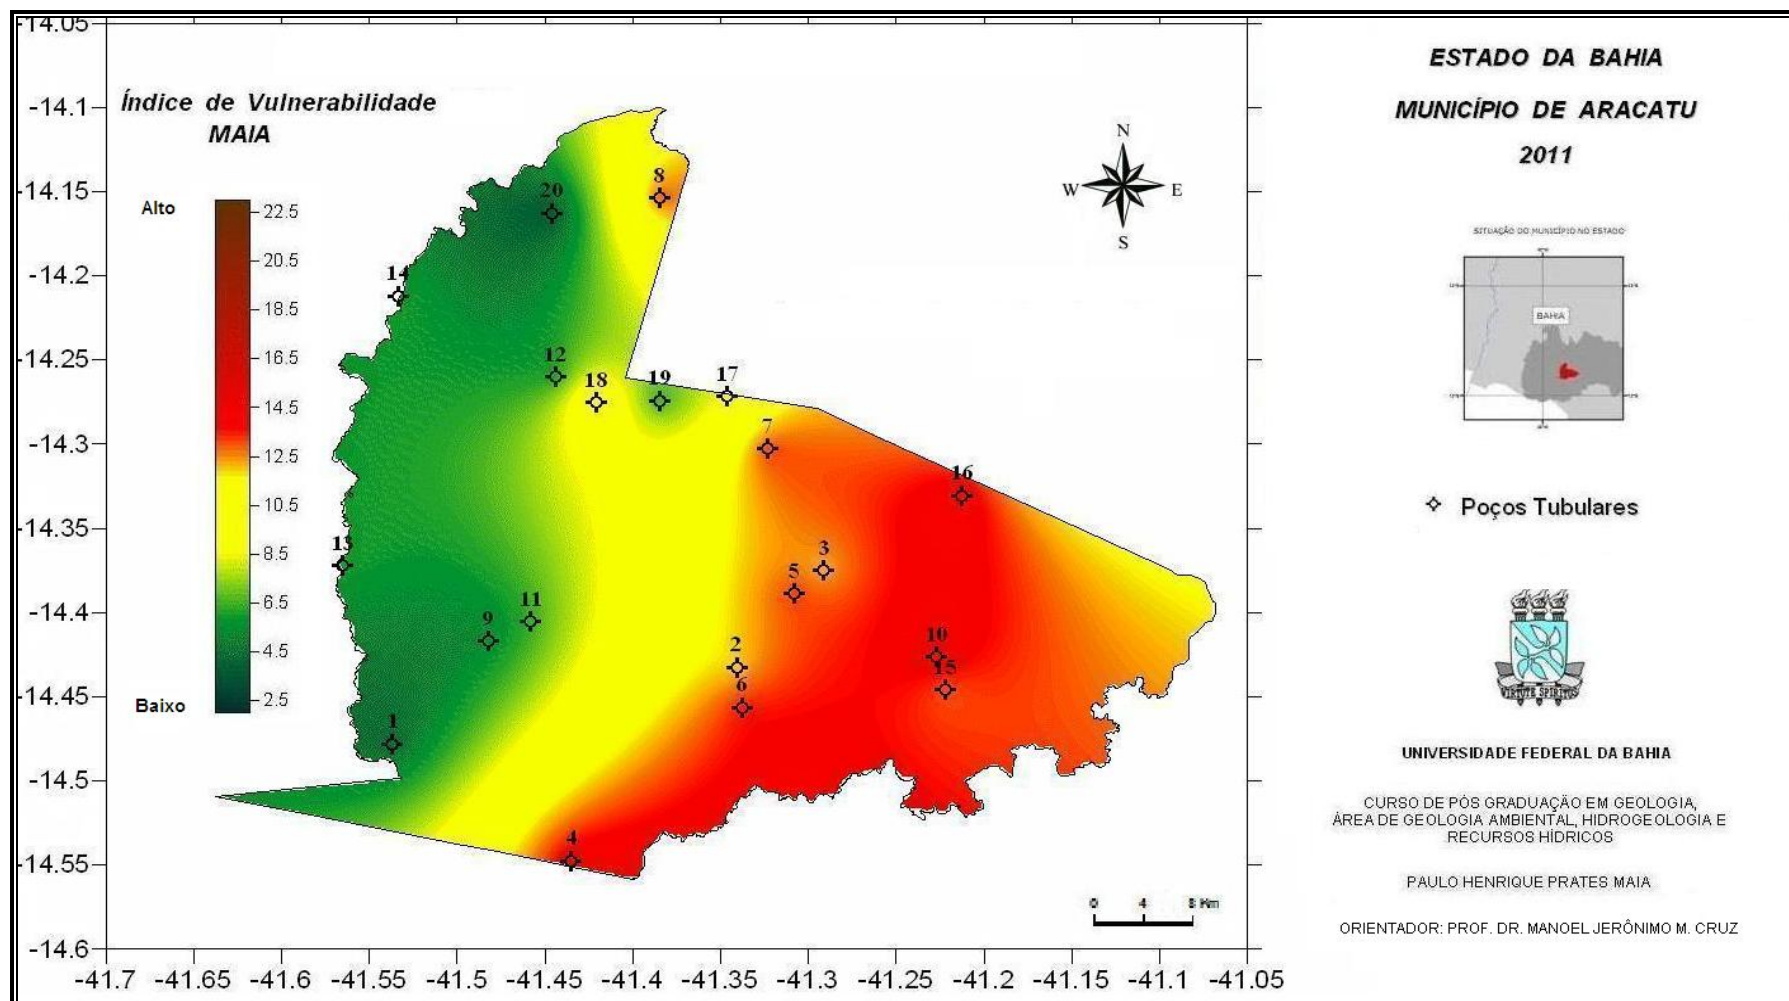 -14.05
-14.1
-14.15
-14.2
-14.25
-14.3
-14.35
-14.4
-14.45
-14.5
-14.55
-14.6
-41.7 -41.65 -41.6 -41.55 -41.5 -41.45 -41.4 -41.35 -41.3 -41.25 -41.2 -41.15 -41.1 -41.05
Índice de Vulnerabilidade
MAIA
Alto
22.5
20.5
18.5
16.5
14.5
12.5
10.5
8.5
6.5
4.5
2.5
Baixo
8
20
14
12
18
19
17
7
16
13
3
5
11
9
10
2
15
6
1
4
N
W E
S
0 4 8 Km
ESTADO DA BAHIA
MUNICÍPIO DE ARACATU
2011
SITUAÇÃO DO MUNICÍPIO NO ESTADO
BAHIA
Poços Tubulares
VIRTUTE SPIRITUS
UNIVERSIDADE FEDERAL DA BAHIA
CURSO DE PÓS GRADUAÇÃO EM GEOLOGIA,
ÁREA DE GEOLOGIA AMBIENTAL, HIDROGEOLOGIA E
RECURSOS HÍDRICOS
PAULO HENRIQUE PRATES MAIA
ORIENTADOR: PROF. DR. MANOEL JERÔNIMO M. CRUZ